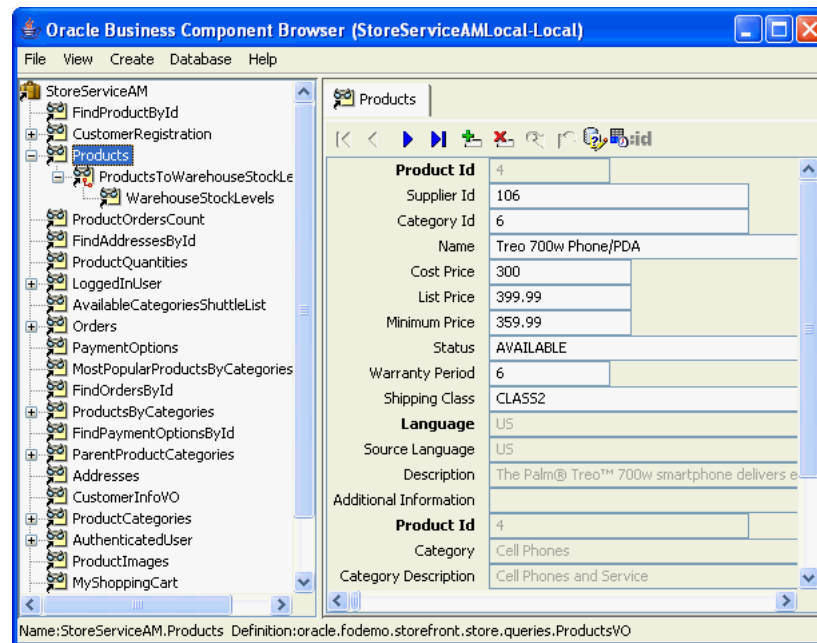 Oracle Business Component Browser (StoreServiceAMLocal-Local)
File View Create Database Help
StoreServiceAM
FindProductById
CustomerRegistration
Products
ProductsToWarehouseStockLe
WarehouseStockLevels
ProductOrdersCount
FindAddressesById
ProductQuantities
LoggedInUser
AvailableCategoriesShuttleList
Orders
PaymentOptions
MostPopularProductsByCategories
FindOrdersById
ProductsByCategories
FindPaymentOptionsById
ParentProductCategories
Addresses
CustomerInfoVO
ProductCategories
AuthenticatedUser
ProductImages
MyShoppingCart
Products
:id
Product Id 4
Supplier Id 106
Category Id 6
Name Treo 700w Phone/PDA
Cost Price 300
List Price 399.99
Minimum Price 359.99
Status AVAILABLE
Warranty Period 6
Shipping Class CLASS2
Language US
Source Language US
Description The Palm® Treo™ 700w smartphone delivers e
Additional Information
Product Id 4
Category Cell Phones
Category Description Cell Phones and Service
Name:StoreServiceAM.Products Definition:oracle.fodemo.storefront.store.queries.ProductsVO